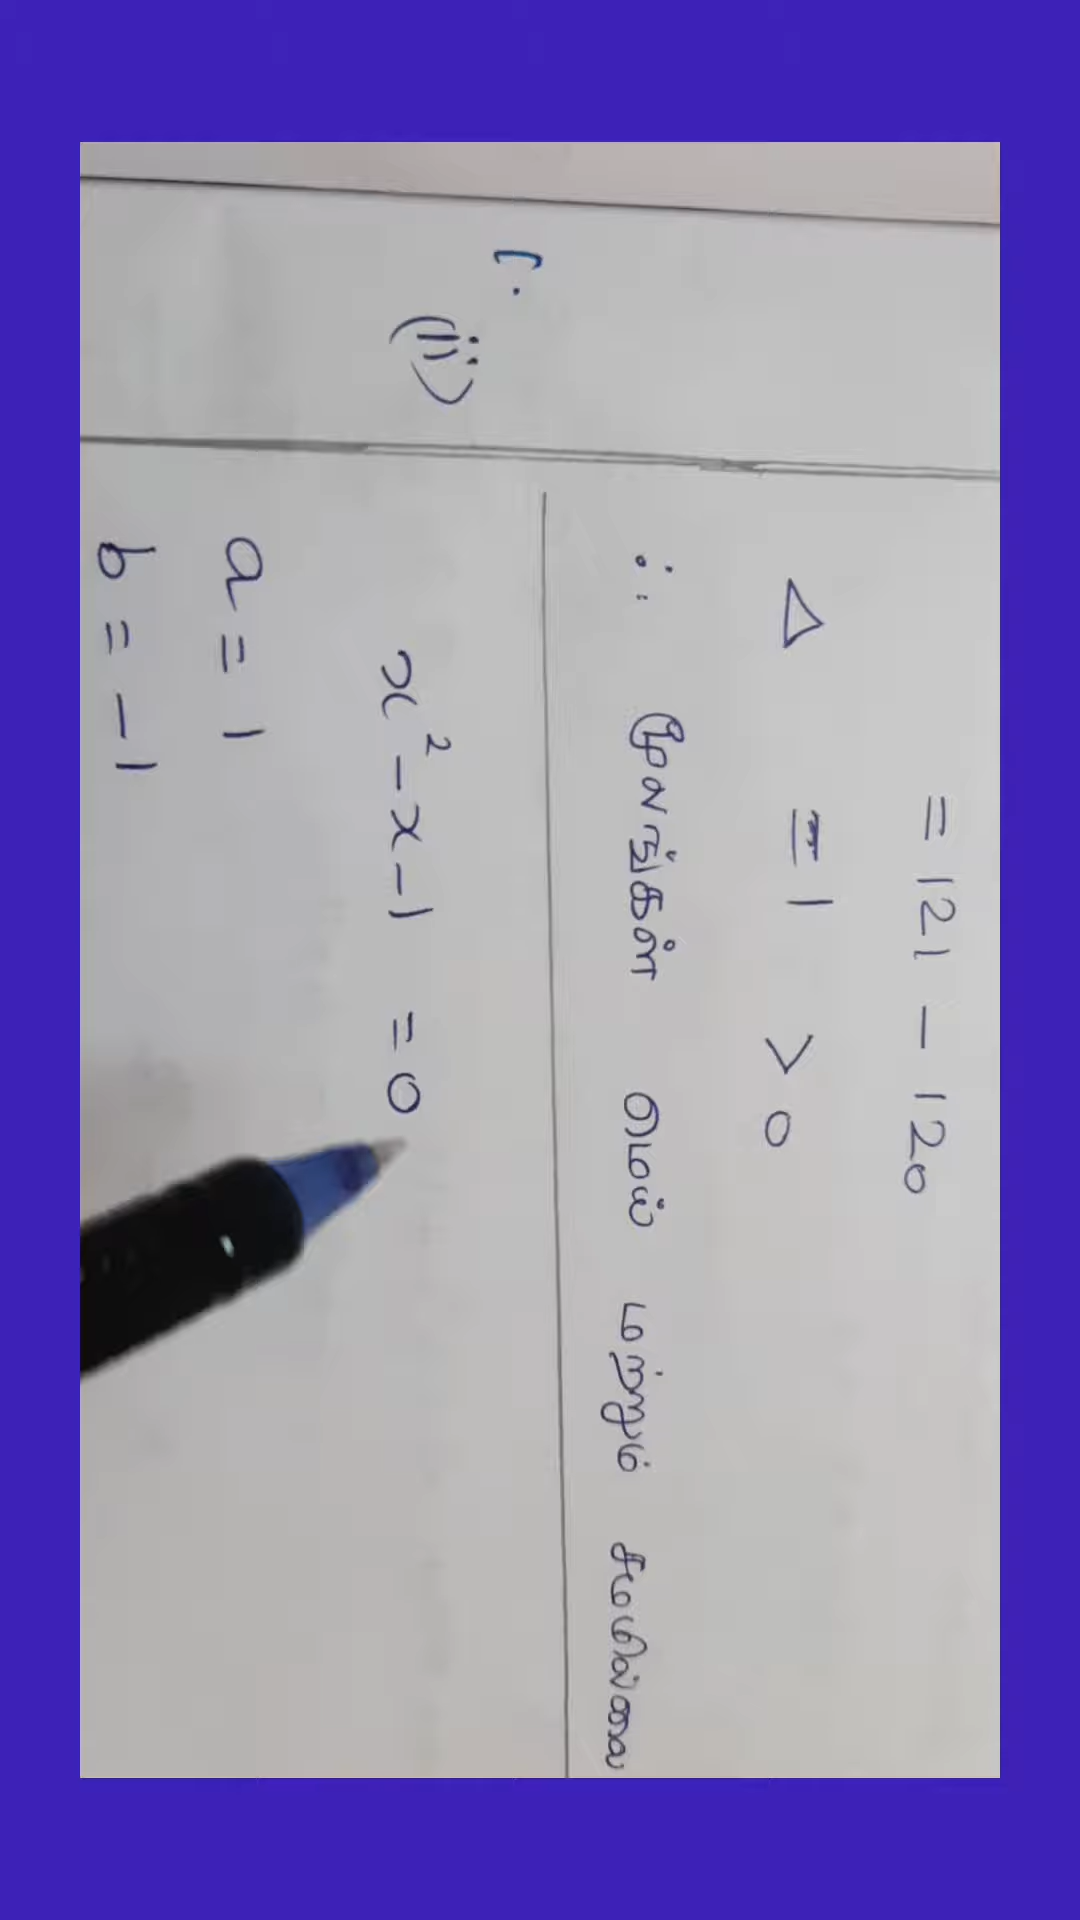 = 121 - 120
Δ = 1 > 0
∴ மூலங்கள் மெய் மற்றும் சமமில்லை
(ii) x² - x - 1 = 0
a = 1
b = - 1